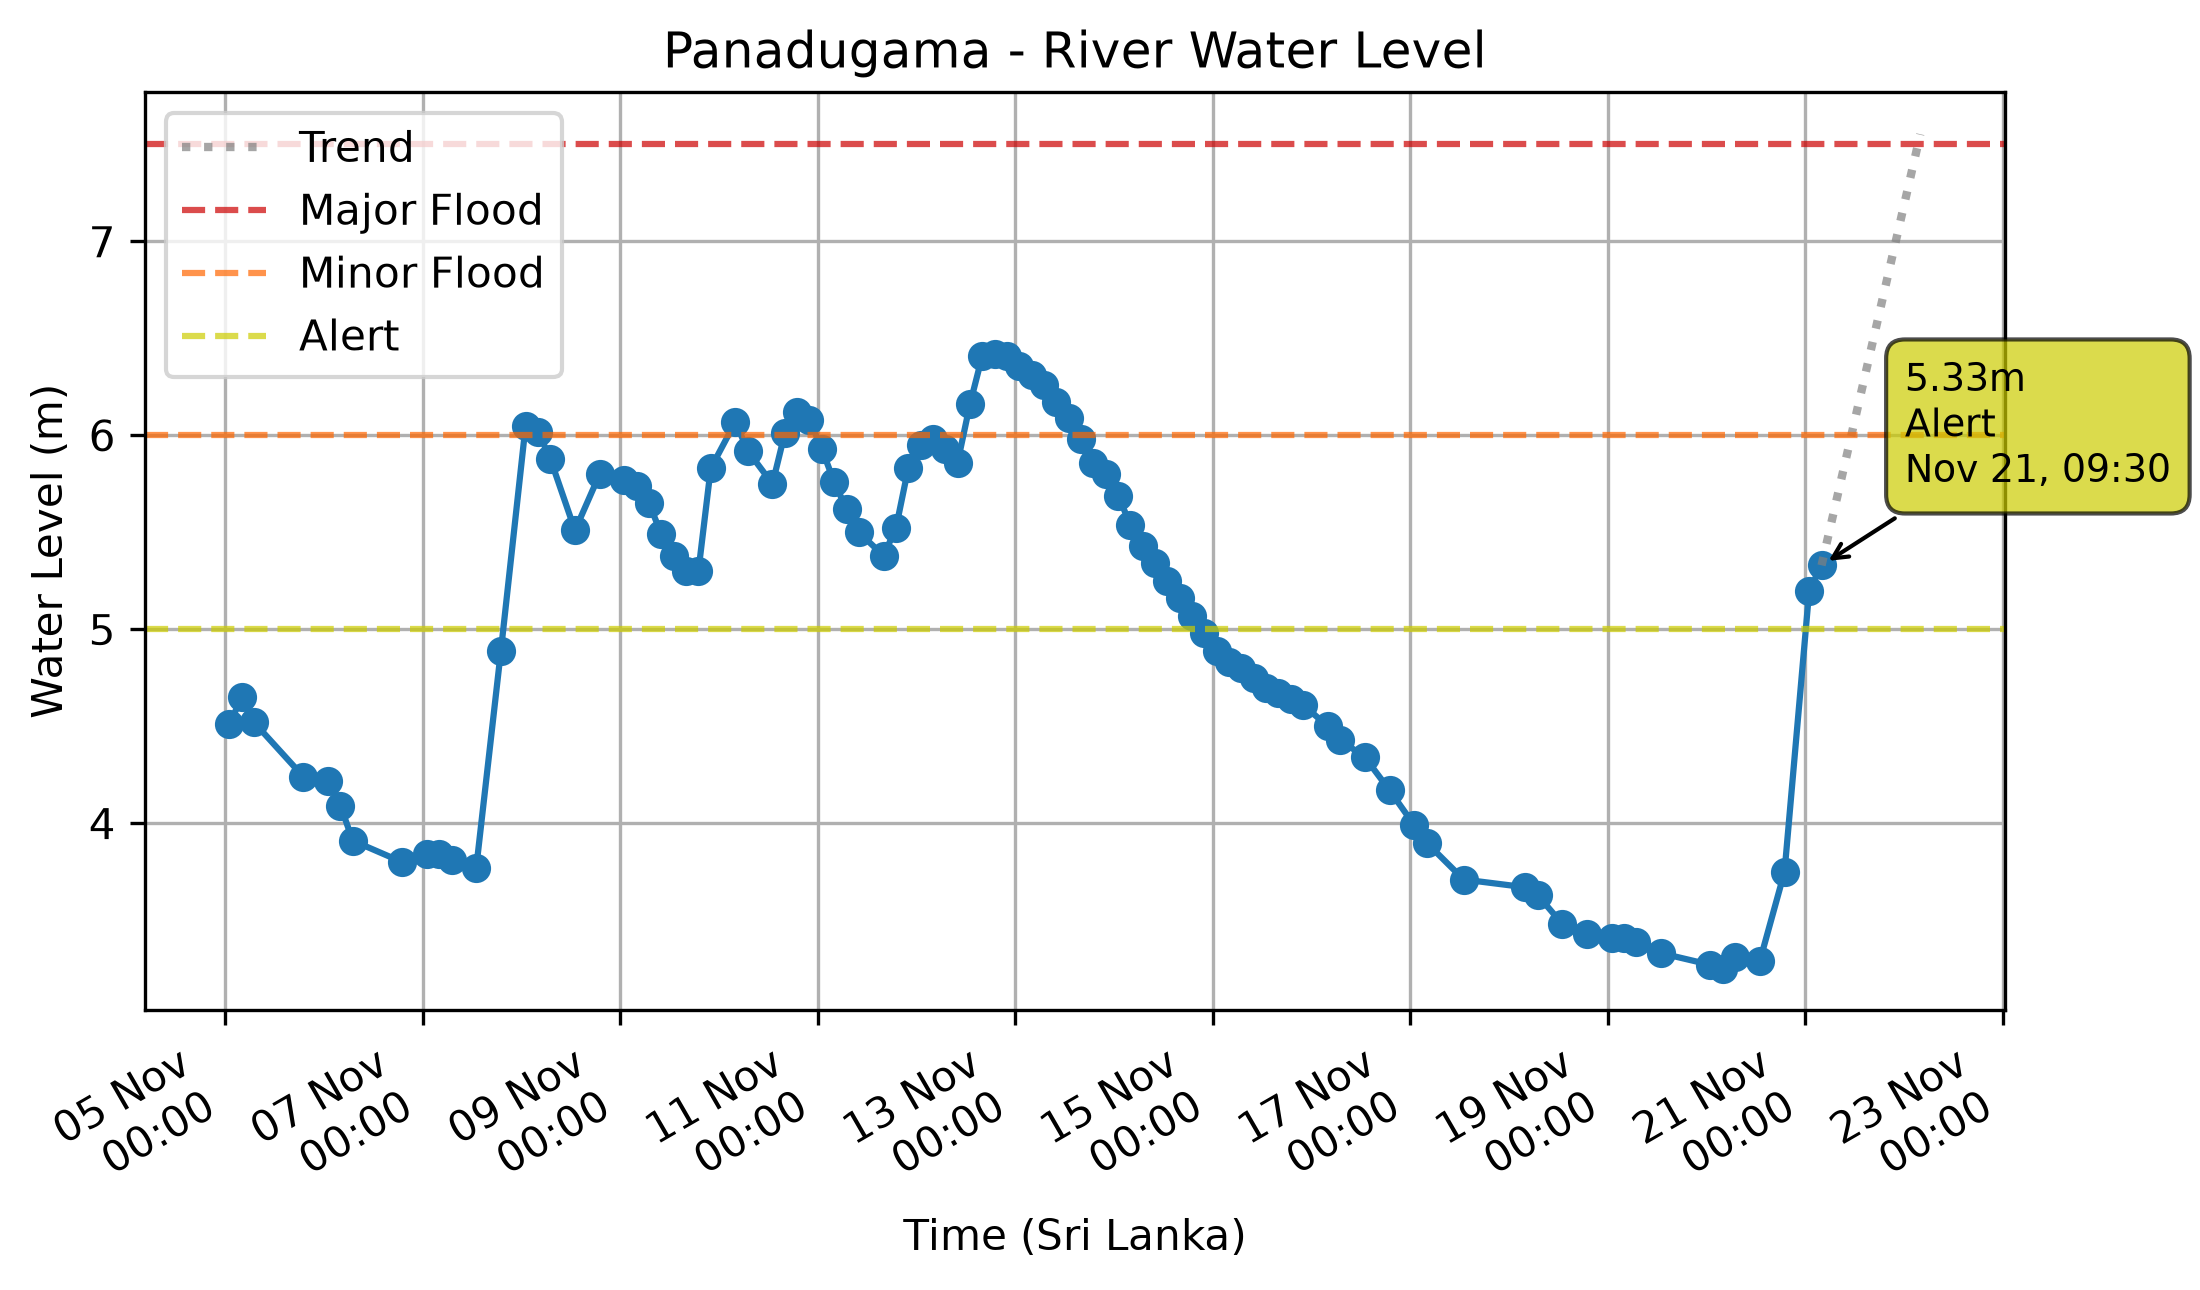 Panadugama - River Water Level
Trend
Major Flood
Minor Flood
Alert
7
6
5
4
Water Level (m)
5.33m
Alert
Nov 21, 09:30
05 Nov
00:00
07 Nov
00:00
09 Nov
00:00
11 Nov
00:00
13 Nov
00:00
15 Nov
00:00
17 Nov
00:00
19 Nov
00:00
21 Nov
00:00
23 Nov
00:00
Time (Sri Lanka)